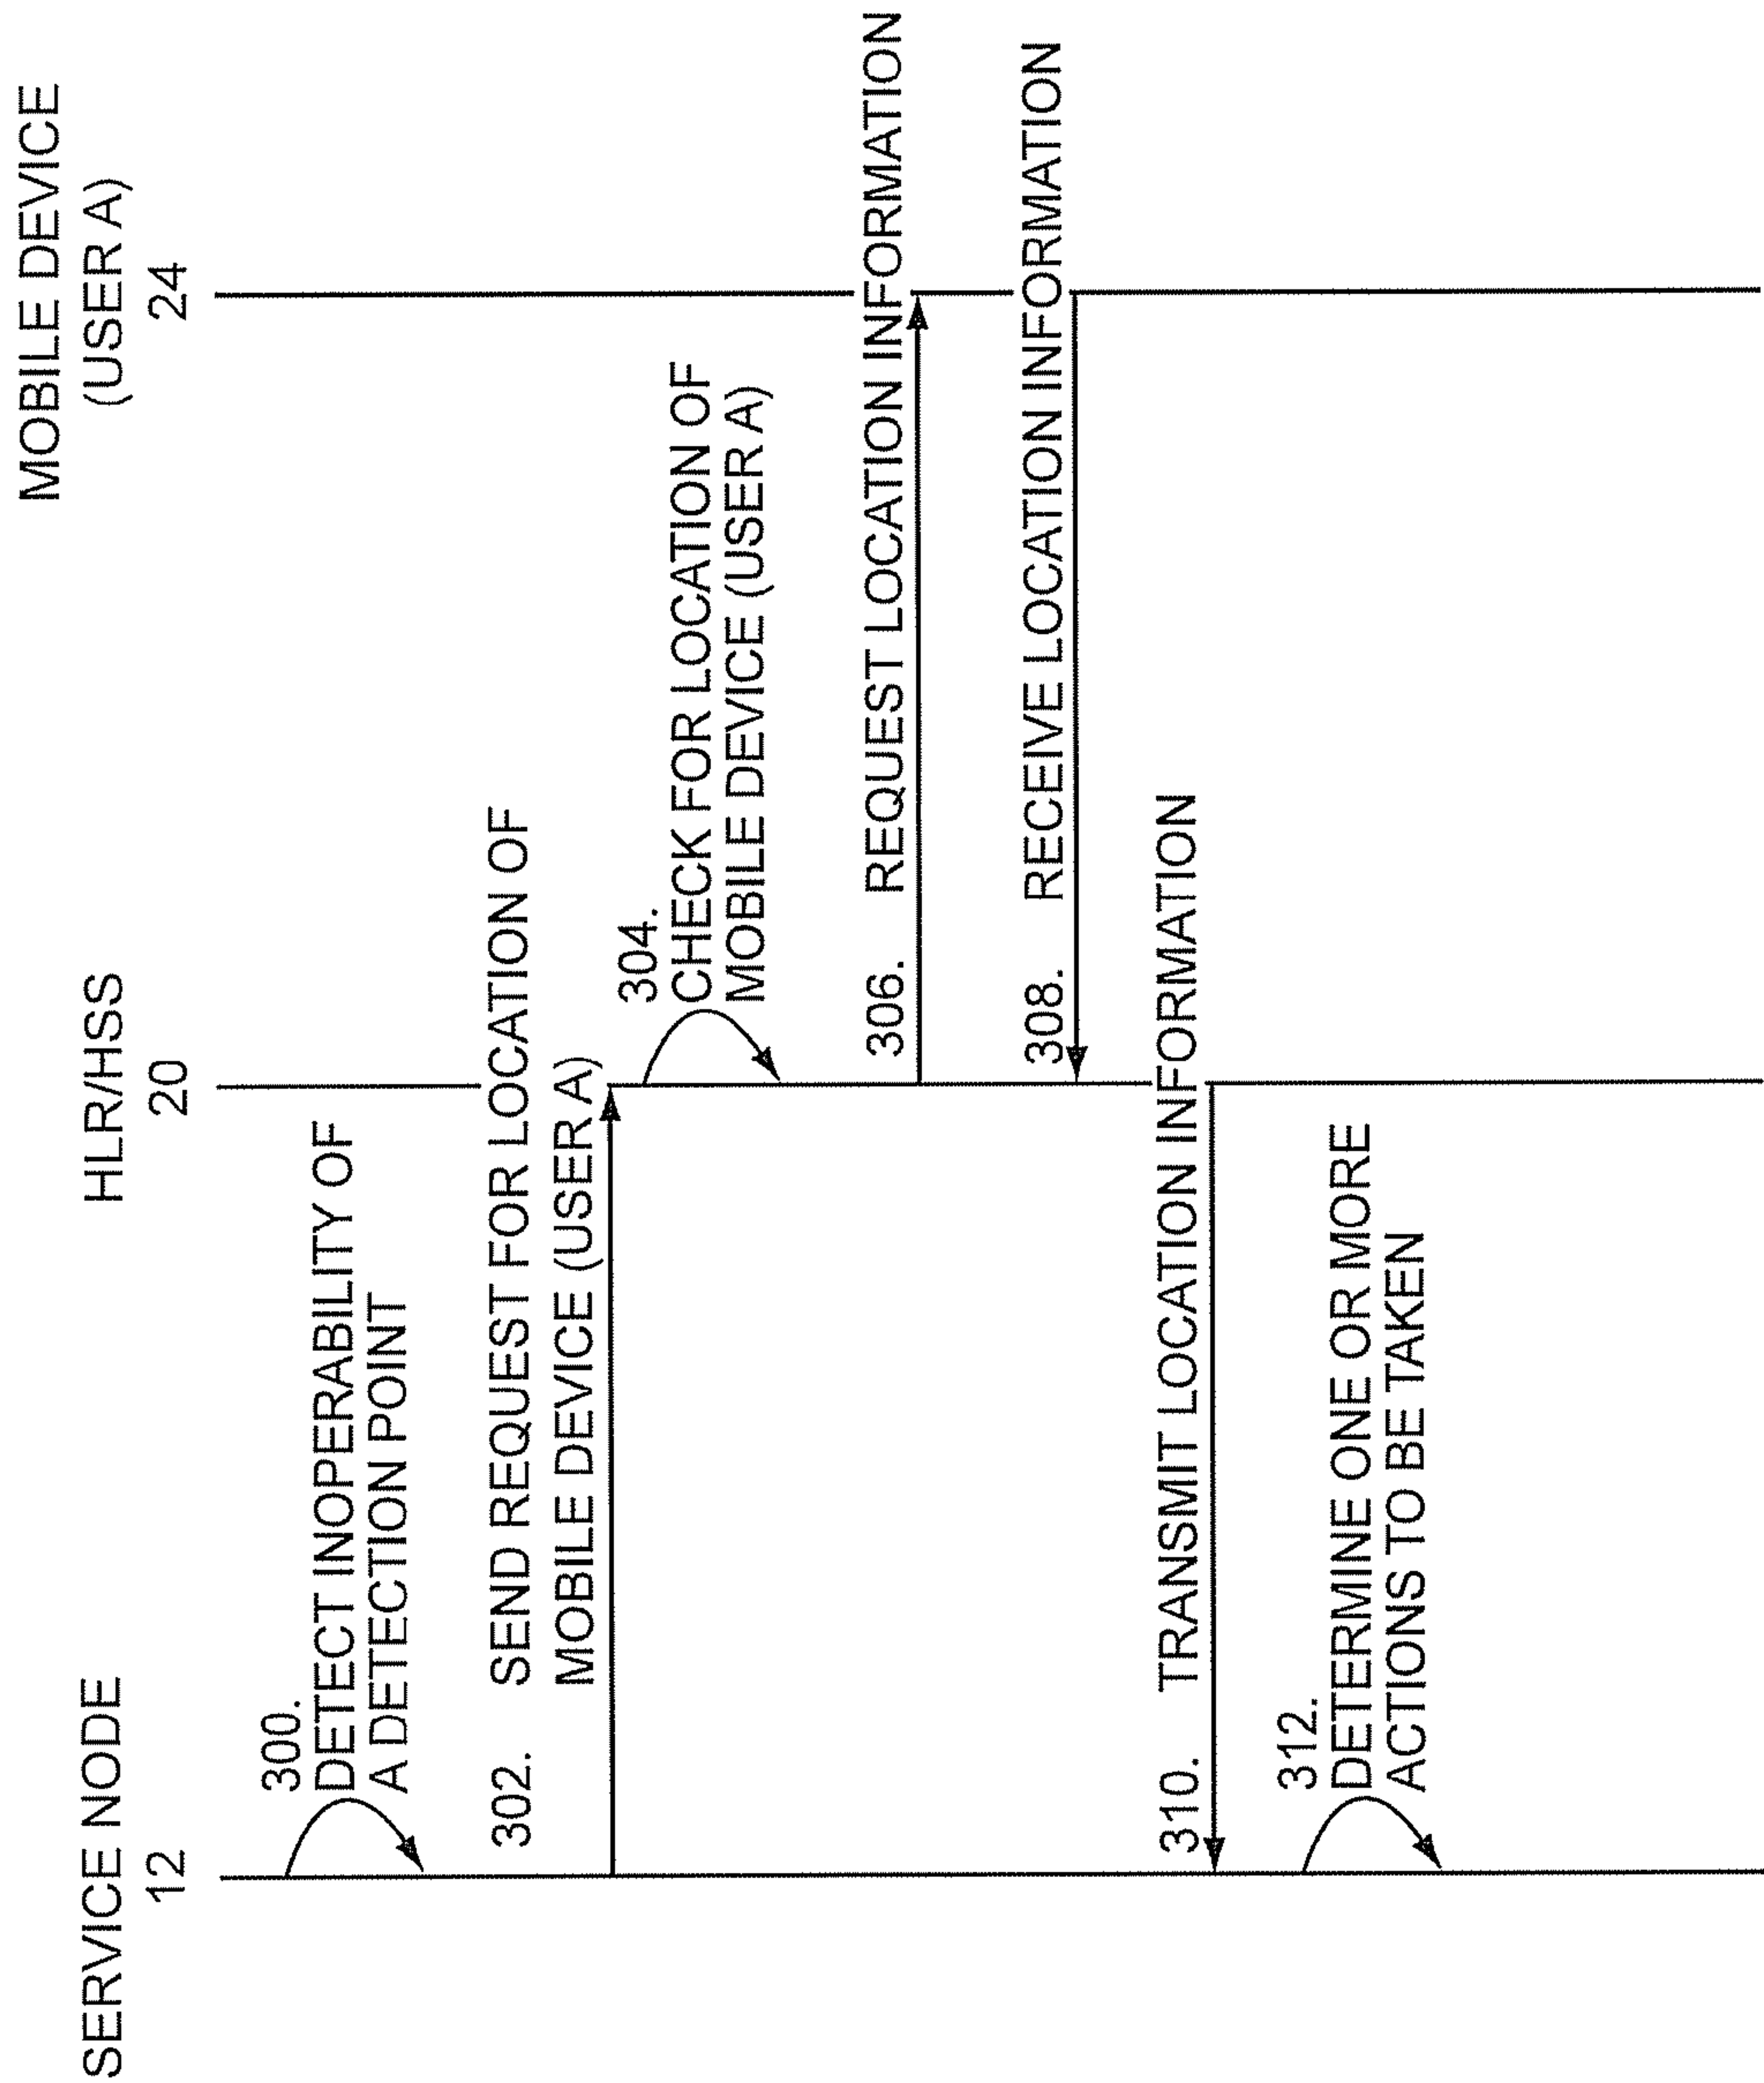 SERVICE NODE
12
HLR/HSS
20
MOBILE DEVICE
(USER A)
24
300.
DETECT INOPERABILITY OF
A DETECTION POINT
302. SEND REQUEST FOR LOCATION OF
MOBILE DEVICE (USER A)
304.
CHECK FOR LOCATION OF
MOBILE DEVICE (USER A)
306. REQUEST LOCATION INFORMATION
308. RECEIVE LOCATION INFORMATION
310. TRANSMIT LOCATION INFORMATION
312.
DETERMINE ONE OR MORE
ACTIONS TO BE TAKEN